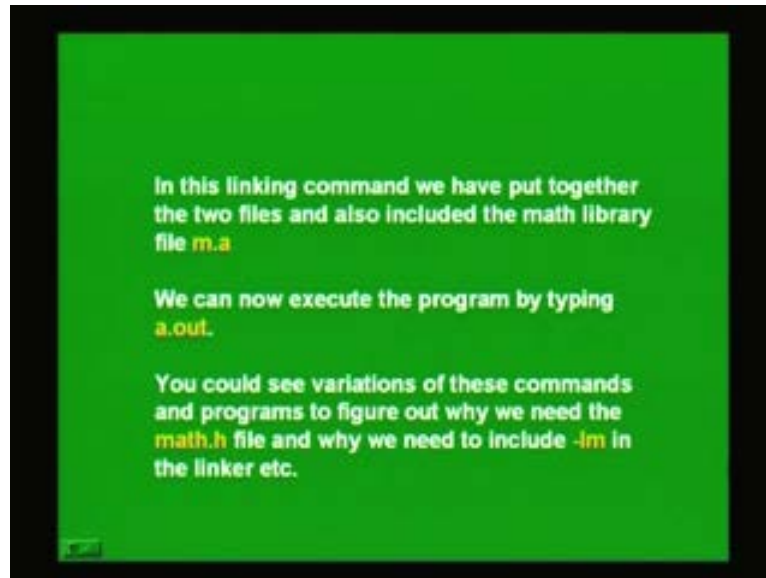 In this linking command we have put together
the two files and also included the math library
file m.a
We can now execute the program by typing
a.out.
You could see variations of these commands
and programs to figure out why we need the
math.h file and why we need to include -lm in
the linker etc.